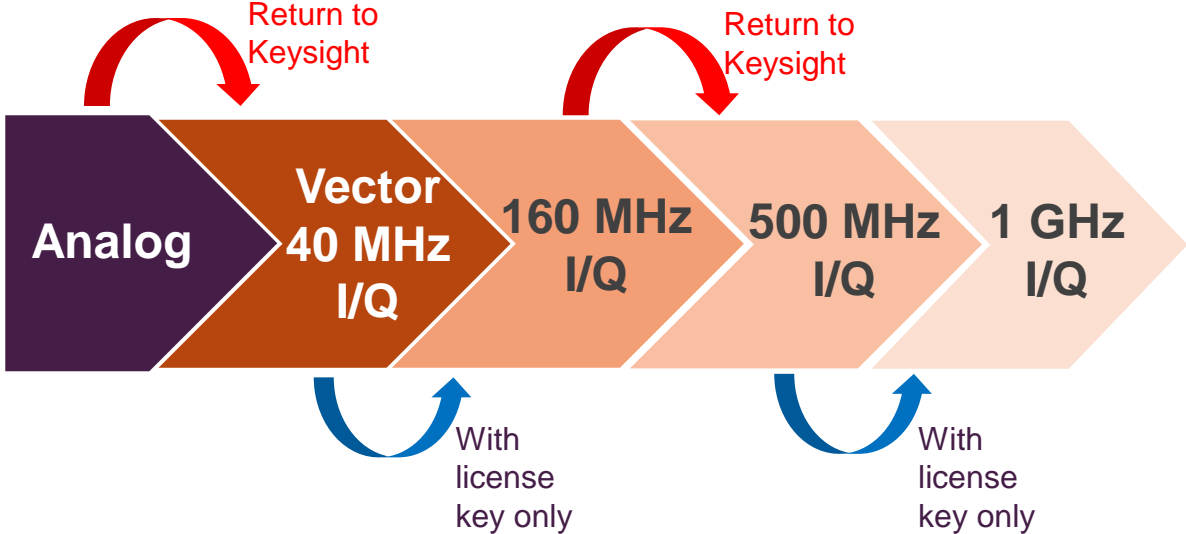 Return to
Keysight
Return to
Keysight
Analog
Vector
40 MHz
I/Q
160 MHz
I/Q
500 MHz
I/Q
1 GHz
I/Q
With
license
key only
With
license
key only